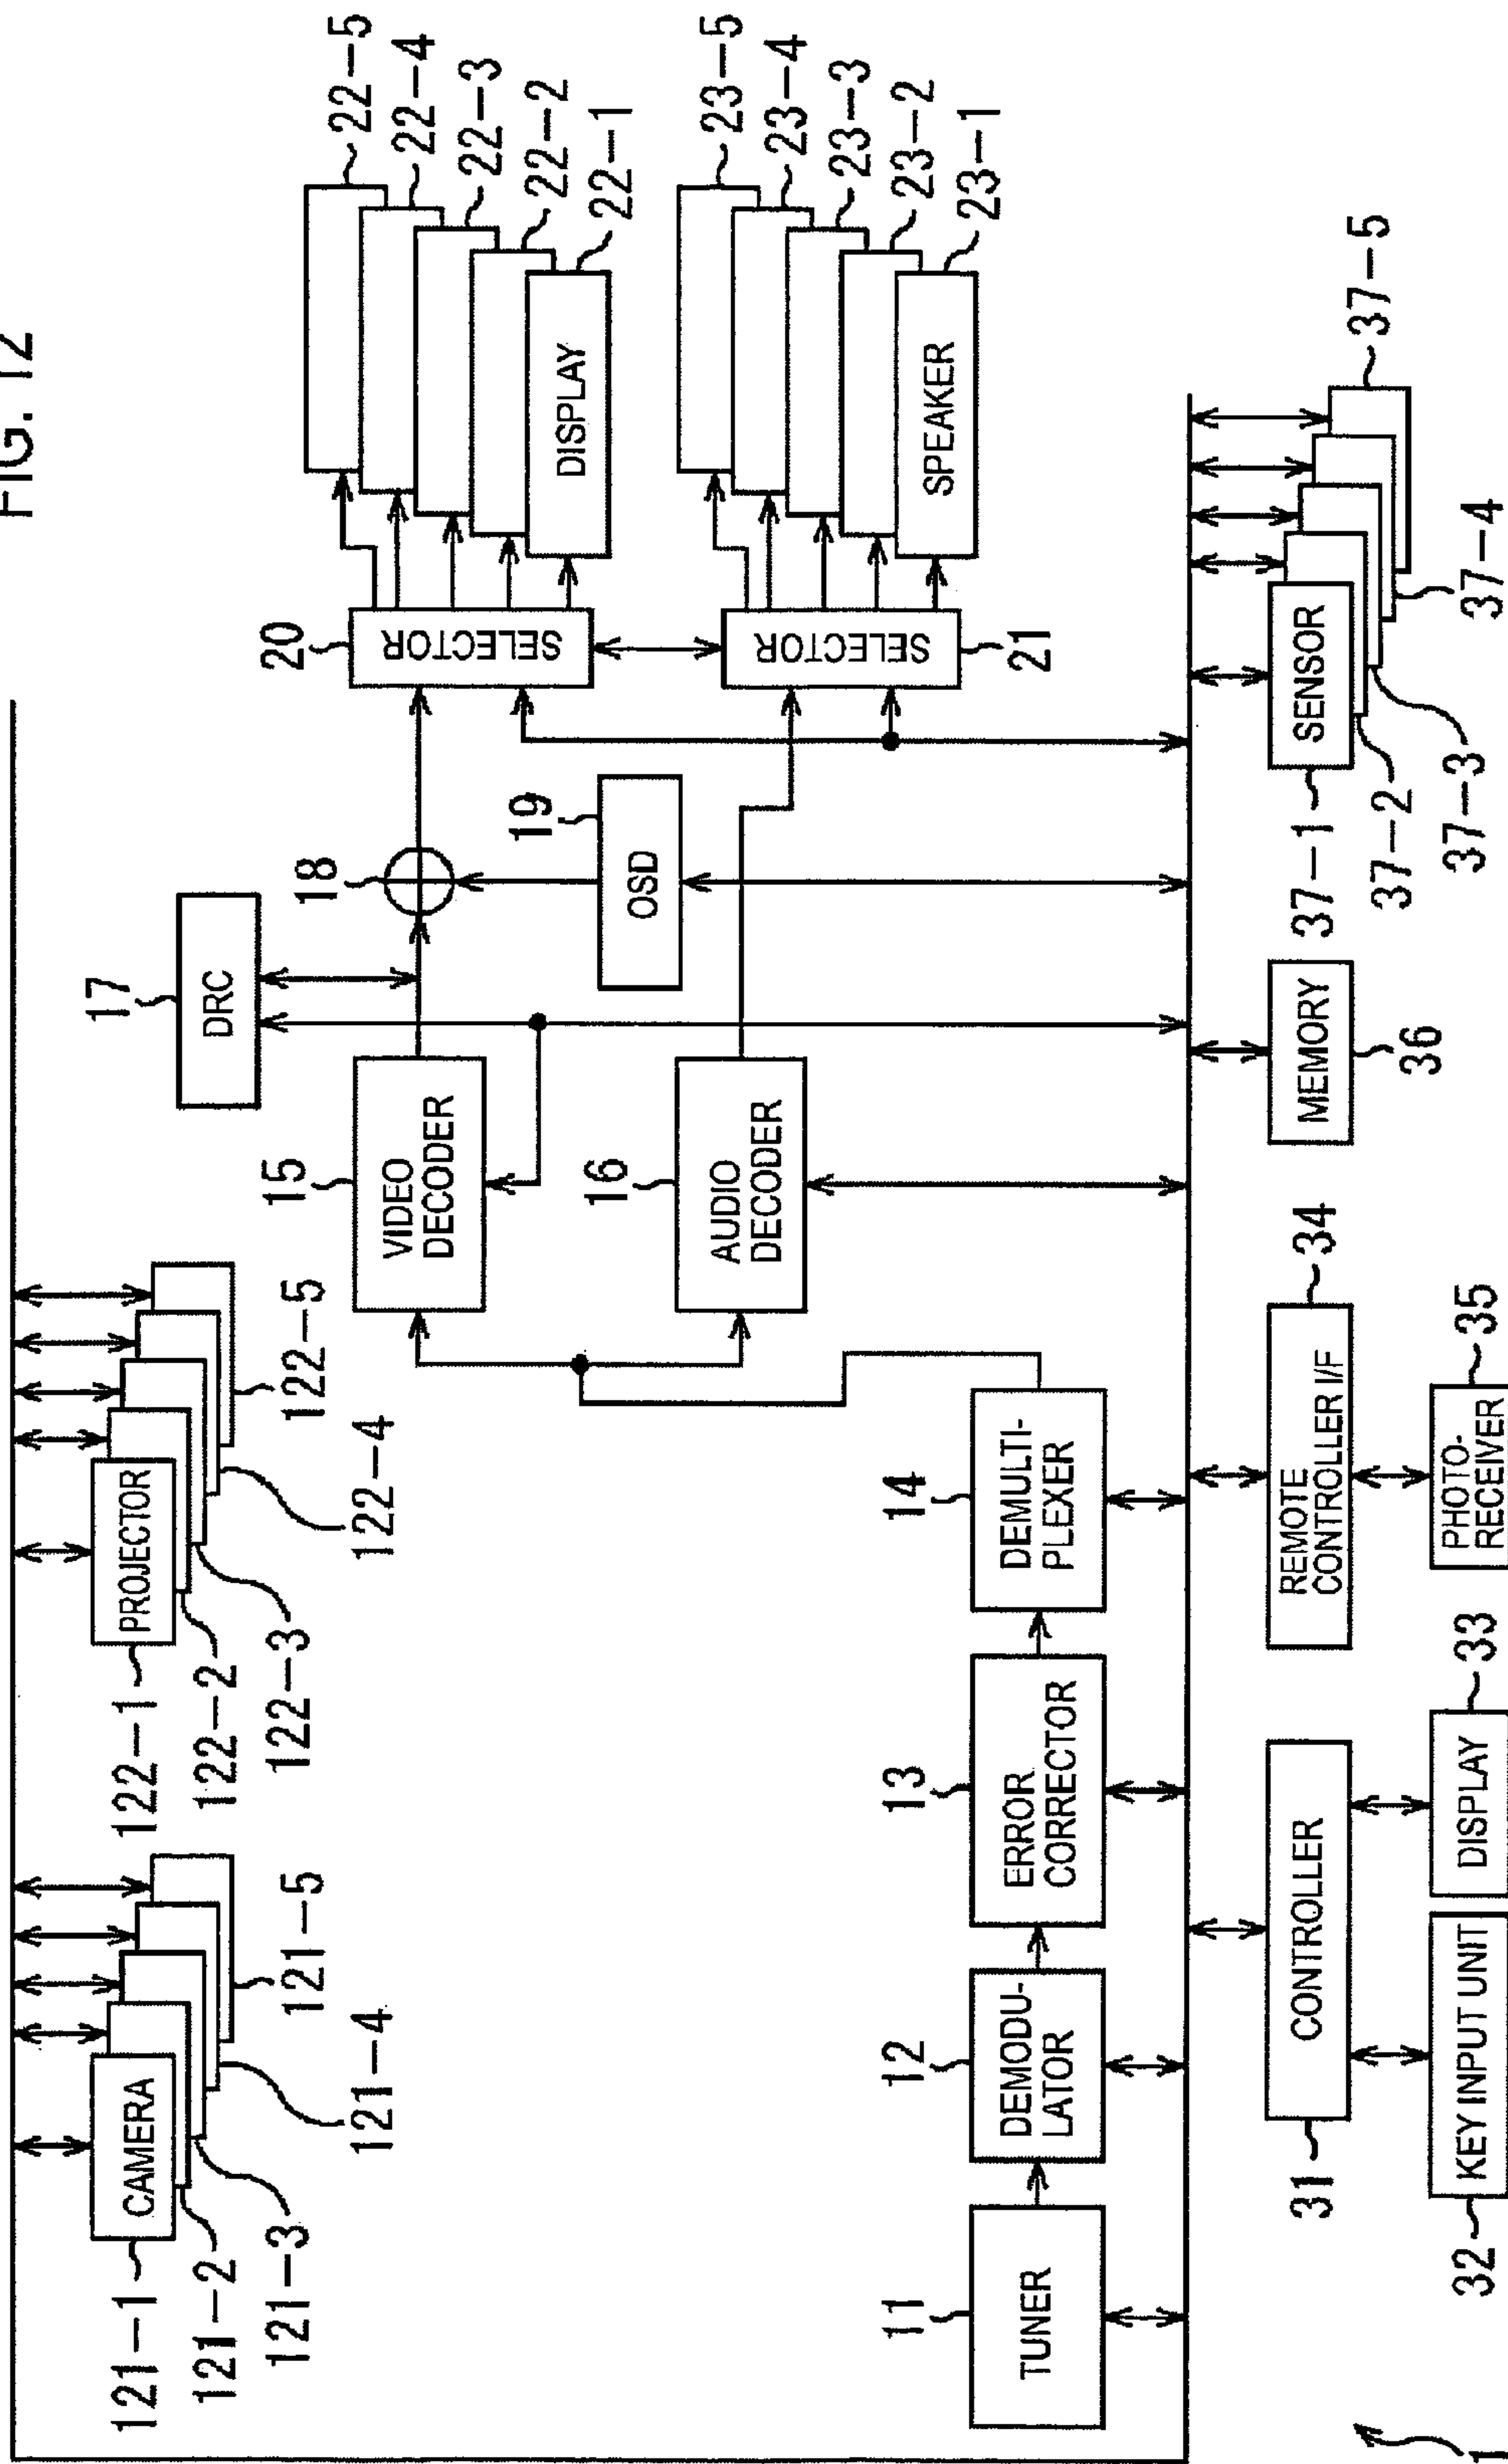 FIG. 12
121-1
CAMERA
121-2
121-3
121-4
121-5
122-1
PROJECTOR
122-2
122-3
122-4
122-5
17
DRC
15
VIDEO
DECODER
16
AUDIO
DECODER
18
19
OSD
20
SELECTOR
21
SELECTOR
22-5
22-4
22-3
22-2
22-1
DISPLAY
23-5
23-4
23-3
23-2
23-1
SPEAKER
11
TUNER
12
DEMODU-
LATOR
13
ERROR
CORRECTOR
14
DEMULTI-
PLEXER
31
CONTROLLER
32
KEY INPUT UNIT
33
DISPLAY
34
REMOTE
CONTROLLER I/F
35
PHOTO-
RECEIVER
36
MEMORY
37-1
SENSOR
37-2
37-3
37-4
37-5
1